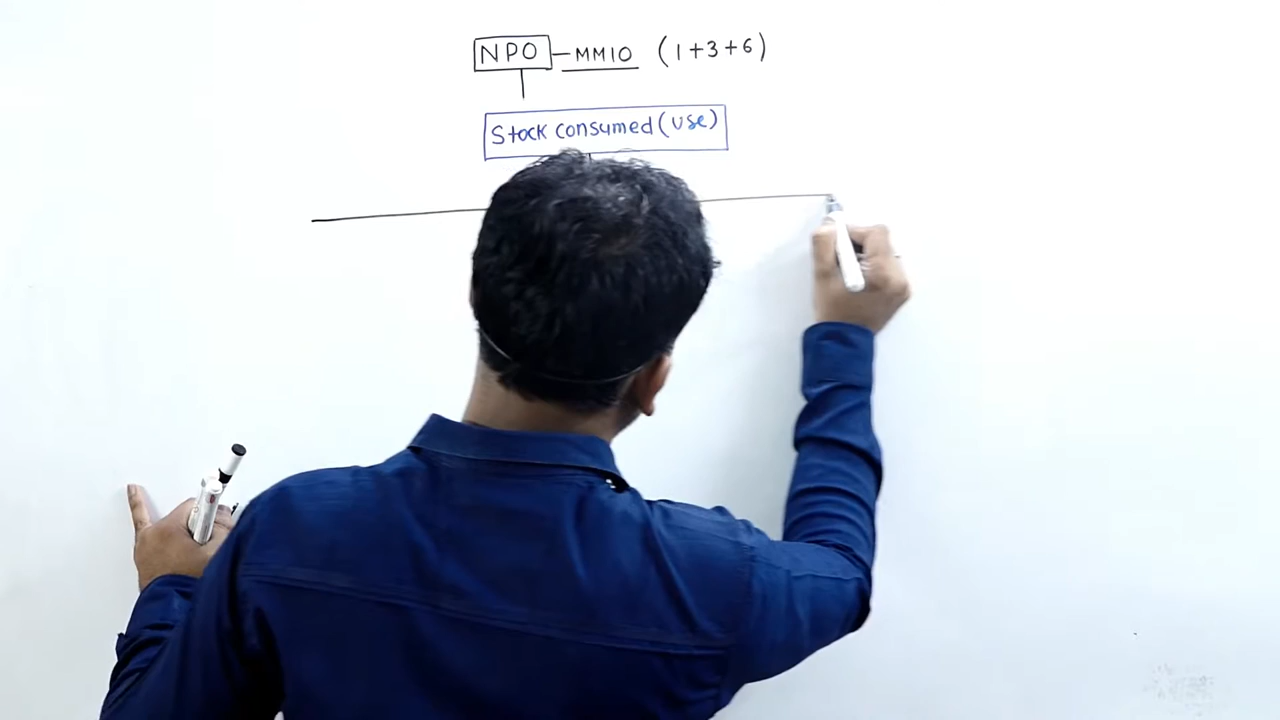 NPO — MM10 (1+3+6)
Stock consumed (use)